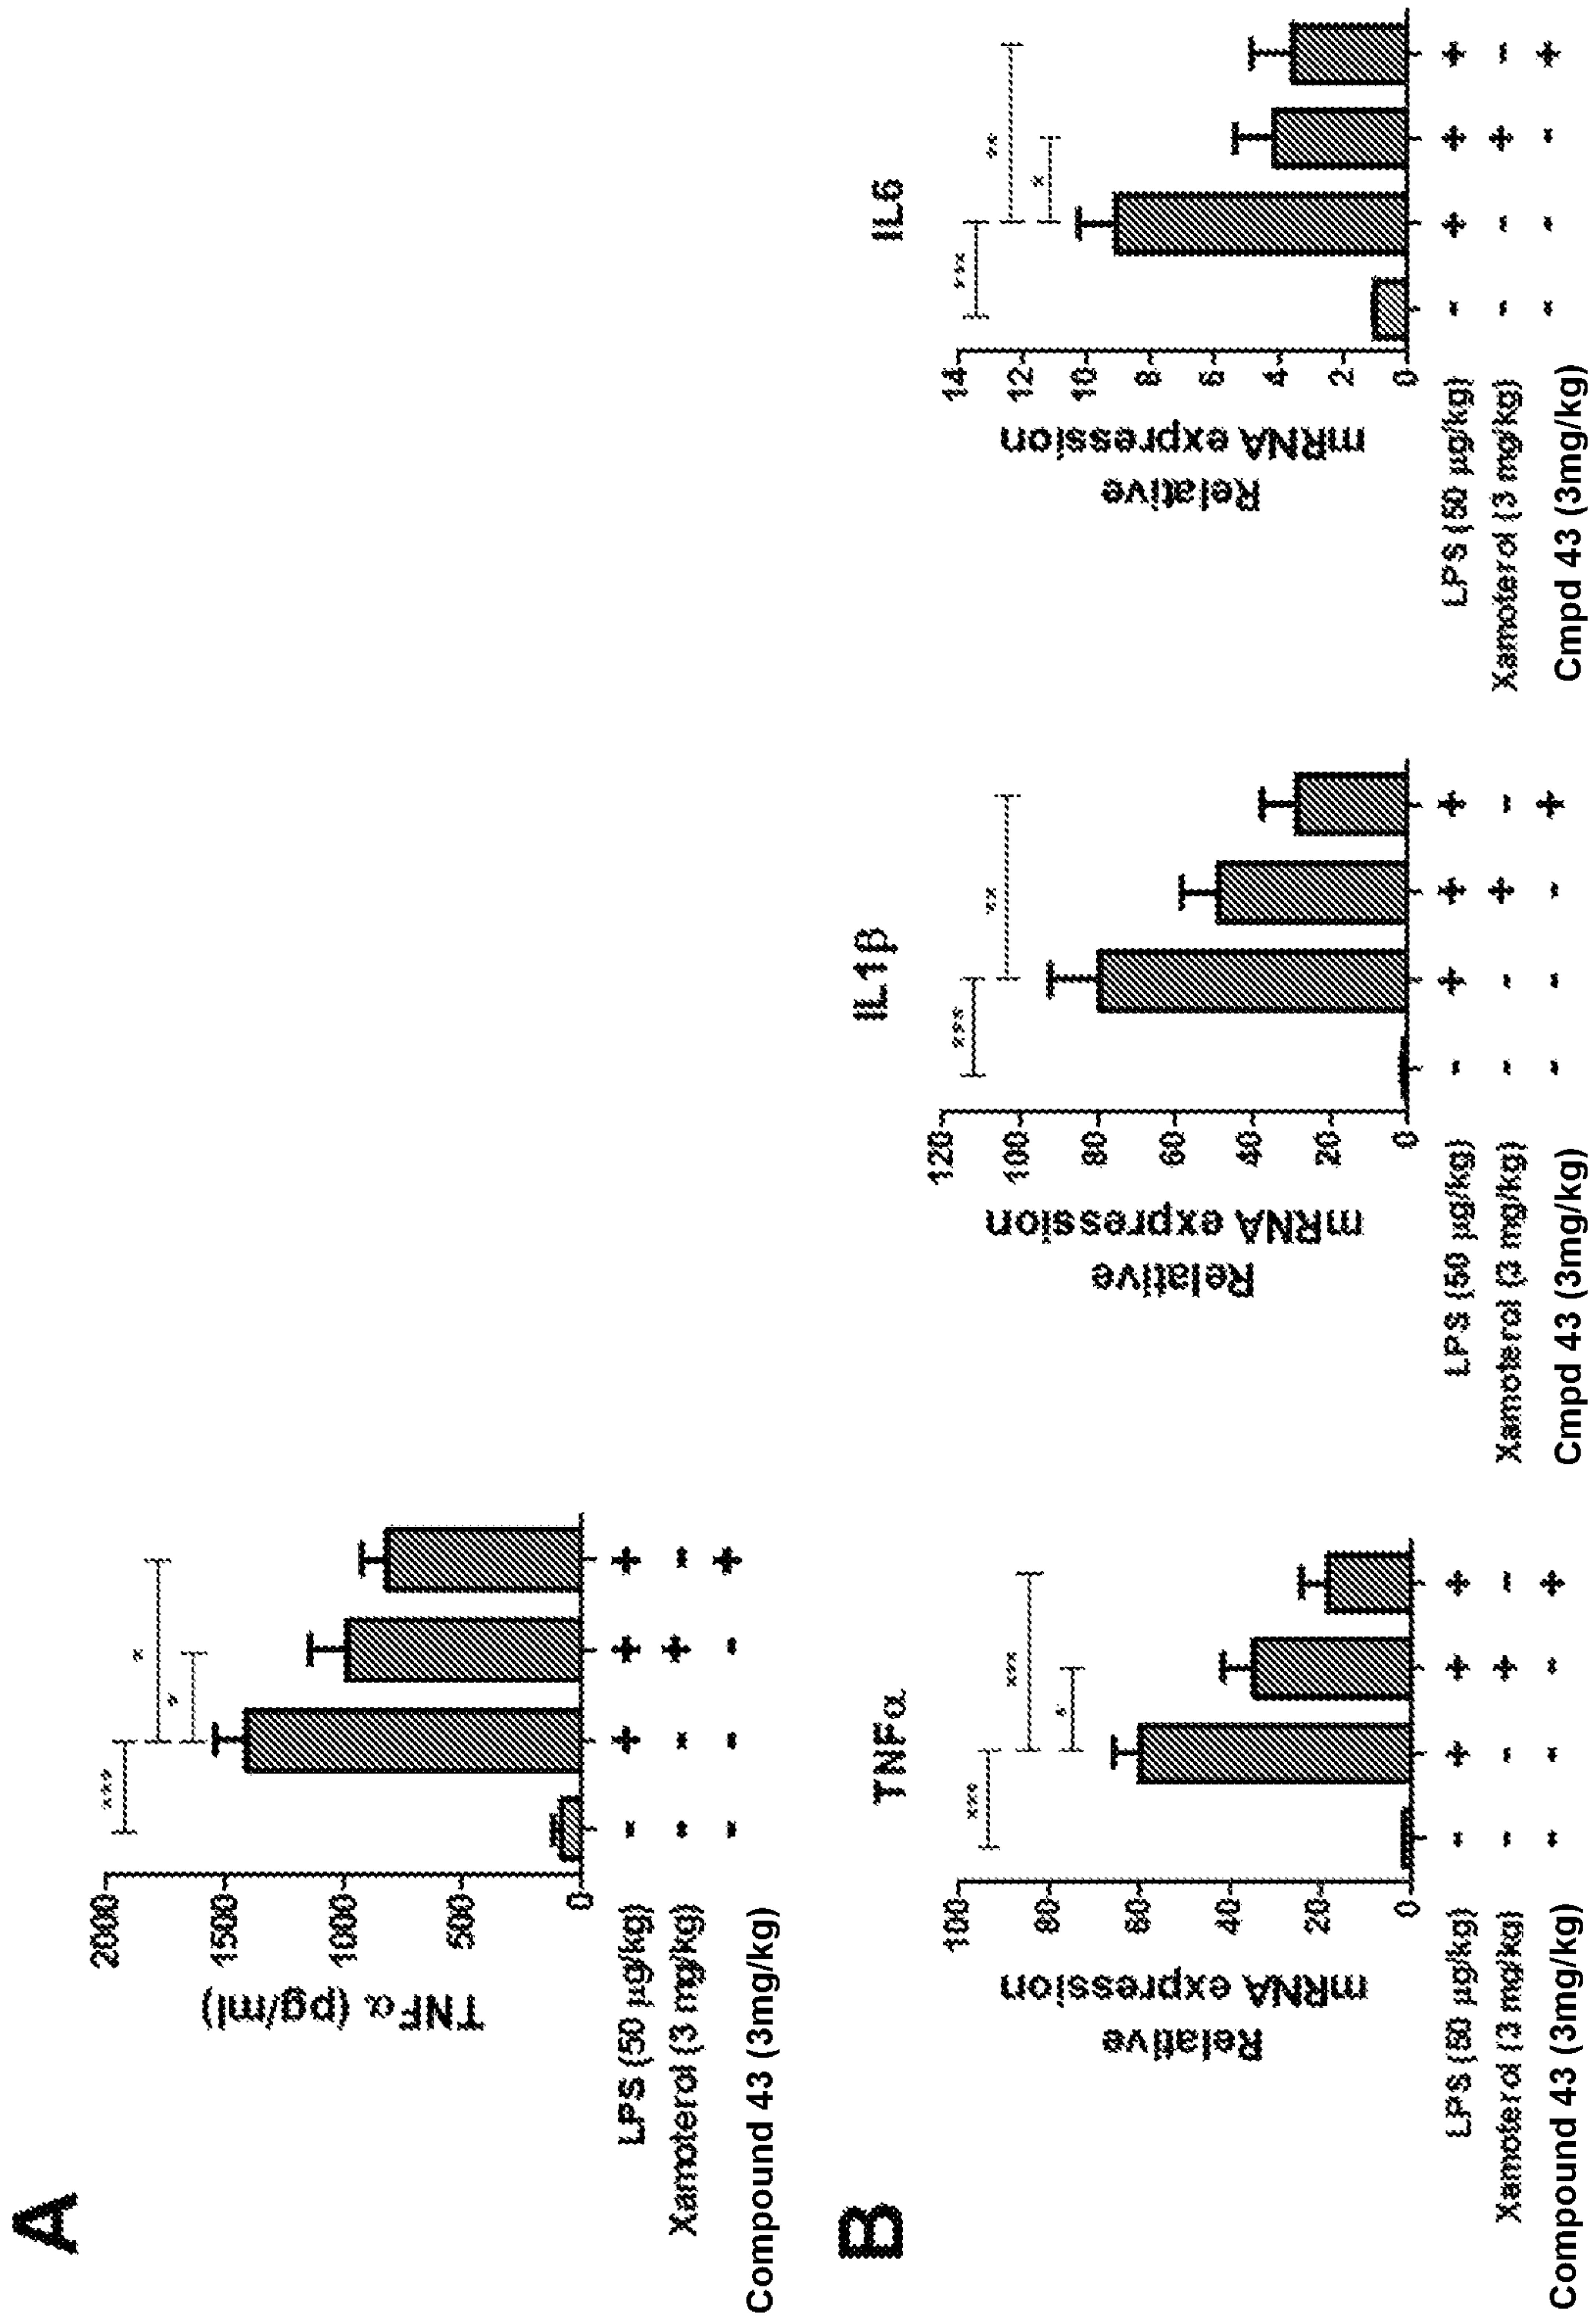 A
***
*
*
2000
1500
1000
500
0
TNFα (pg/ml)
LPS (50 µg/kg) - + + +
Xamoterol (3 mg/kg) - - + -
Compound 43 (3mg/kg) - - - +
B
TNFα
***
***
*
100
80
60
40
20
0
Relative
mRNA expression
LPS (50 µg/kg) - + + +
Xamoterol (3 mg/kg) - - + -
Compound 43 (3mg/kg) - - - +
IL1β
***
**
120
100
80
60
40
20
0
Relative
mRNA expression
LPS (50 µg/kg) - + + +
Xamoterol (3 mg/kg) - - + -
Cmpd 43 (3mg/kg) - - - +
IL6
***
**
*
14
12
10
8
6
4
2
0
Relative
mRNA expression
LPS (50 µg/kg) - + + +
Xamoterol (3 mg/kg) - - + -
Cmpd 43 (3mg/kg) - - - +